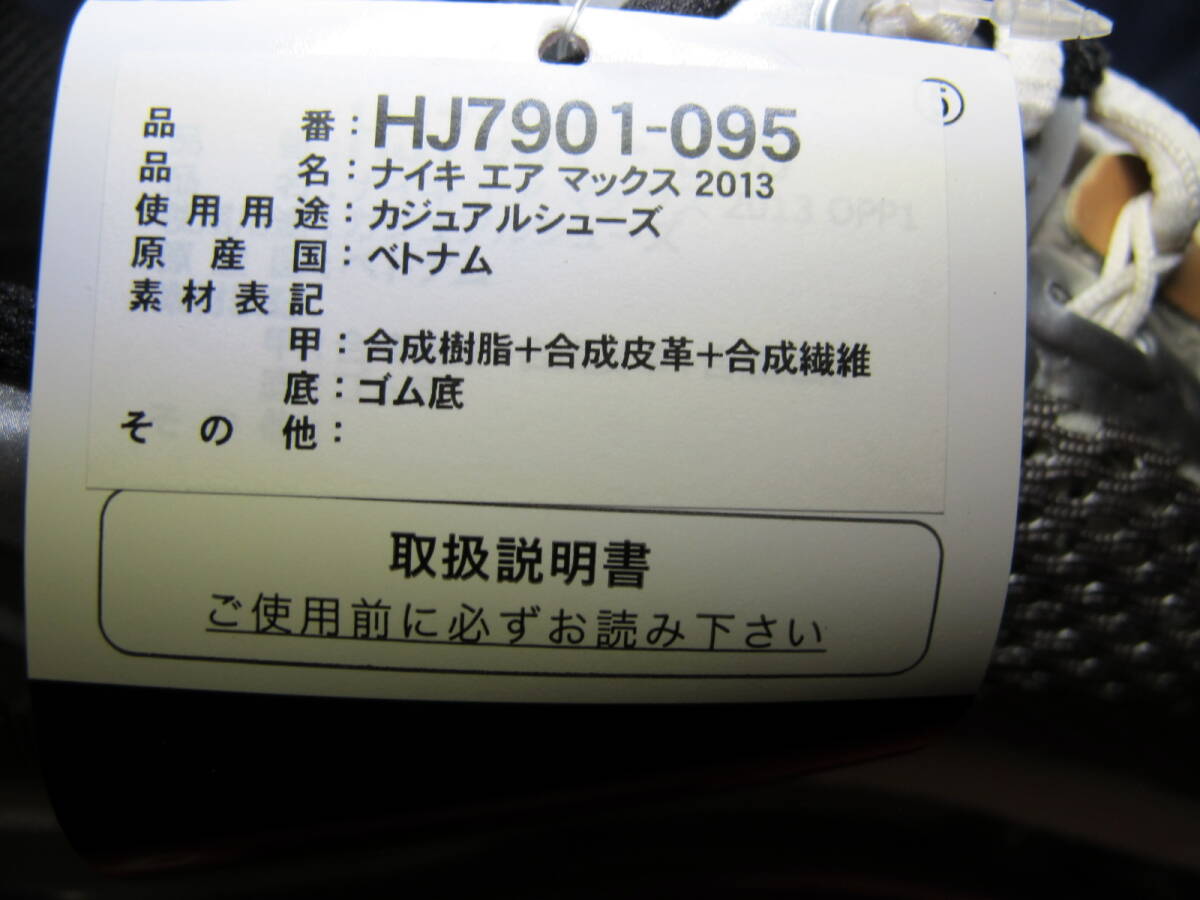 品番：HJ7901-095
品名：ナイキ エア マックス 2013
使用用途：カジュアルシューズ
原産国：ベトナム
素材表記
甲：合成樹脂＋合成皮革＋合成繊維
底：ゴム底
その他：
取扱説明書
ご使用前に必ずお読み下さい